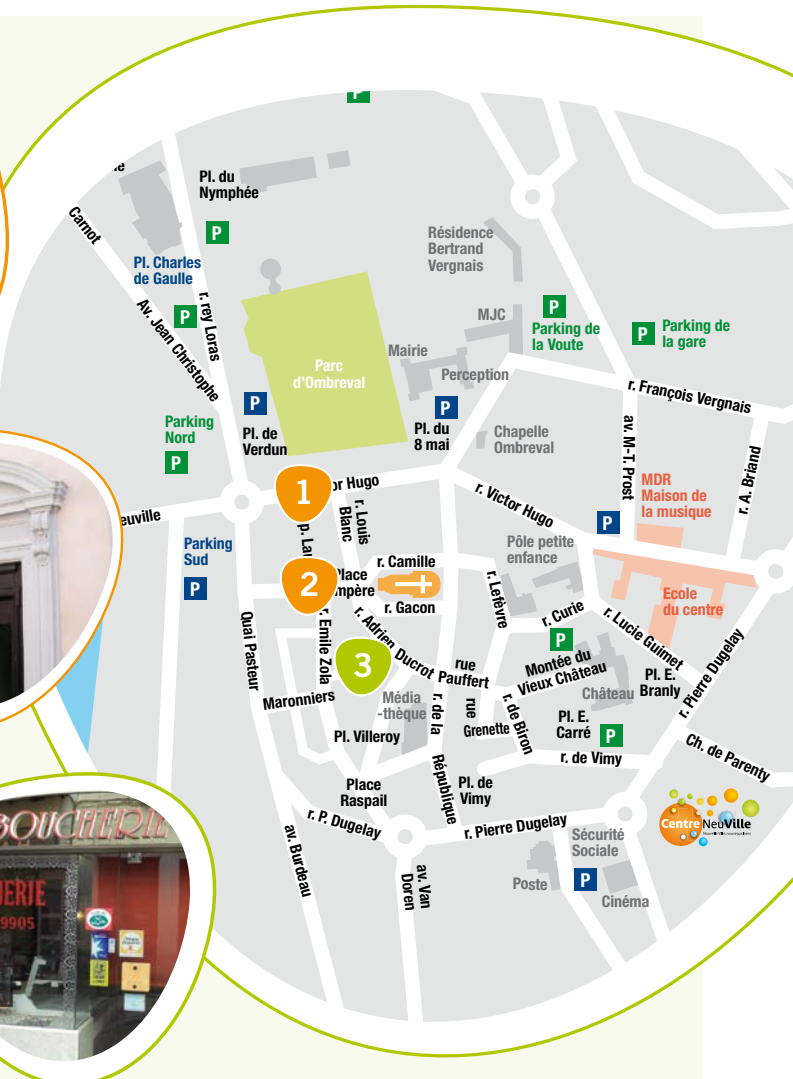 P
Pl. du
Nymphée
P
Carnot
Pl. Charles
de Gaulle
P
r. rey Loras
Av. Jean Christophe
Résidence
Bertrand
Vergnais
MJC
P
Parking de
la Voute
P
Parking de
la gare
Mairie
Perception
Parc
d'Ombreval
P
Pl. de
Verdun
P
Pl. du
8 mai
r. François Vergnais
av. M-T. Prost
r. A. Briand
Parking
Nord
P
Chapelle
Ombreval
MDR
Maison de
la musique
1
or Hugo
r. Victor Hugo
euville
r. Louis
Blanc
P
Parking
Sud
P
p. Lau
2
Place
mpère
r. Camille
r. Gacon
Pôle petite
enfance
r. Lefèvre
r. Curie
Ecole
du centre
r. Lucie Guimet
r. Pierre Dugelay
Quai Pasteur
r. Emile Zola
3
r. Adrien Ducrot
rue
Pauffert
P
Montée du
Vieux Château
Château
Pl. E.
Branly
Maronniers
Média
-thèque
r. de la
République
rue
Grenette
r. de Biron
Pl. E.
Carré
P
r. de Vimy
Ch. de Parenty
Pl. Villeroy
Place
Raspail
Pl. de
Vimy
r. P. Dugelay
r. Pierre Dugelay
Centre NeuVille
av. Burdeau
av. Van
Doren
Sécurité
Sociale
Poste
P
Cinéma
BOUCHERIE
UERIE
9905